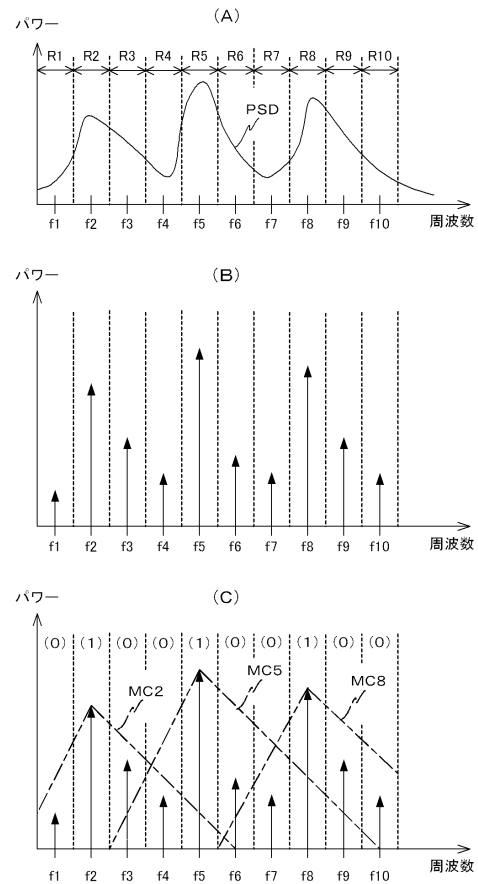 （A）
パワー
R1 R2 R3 R4 R5 R6 R7 R8 R9 R10
PSD
f1 f2 f3 f4 f5 f6 f7 f8 f9 f10
周波数
（B）
パワー
f1 f2 f3 f4 f5 f6 f7 f8 f9 f10
周波数
（C）
パワー
(0) (1) (0) (0) (1) (0) (0) (1) (0) (0)
MC2 MC5 MC8
f1 f2 f3 f4 f5 f6 f7 f8 f9 f10
周波数